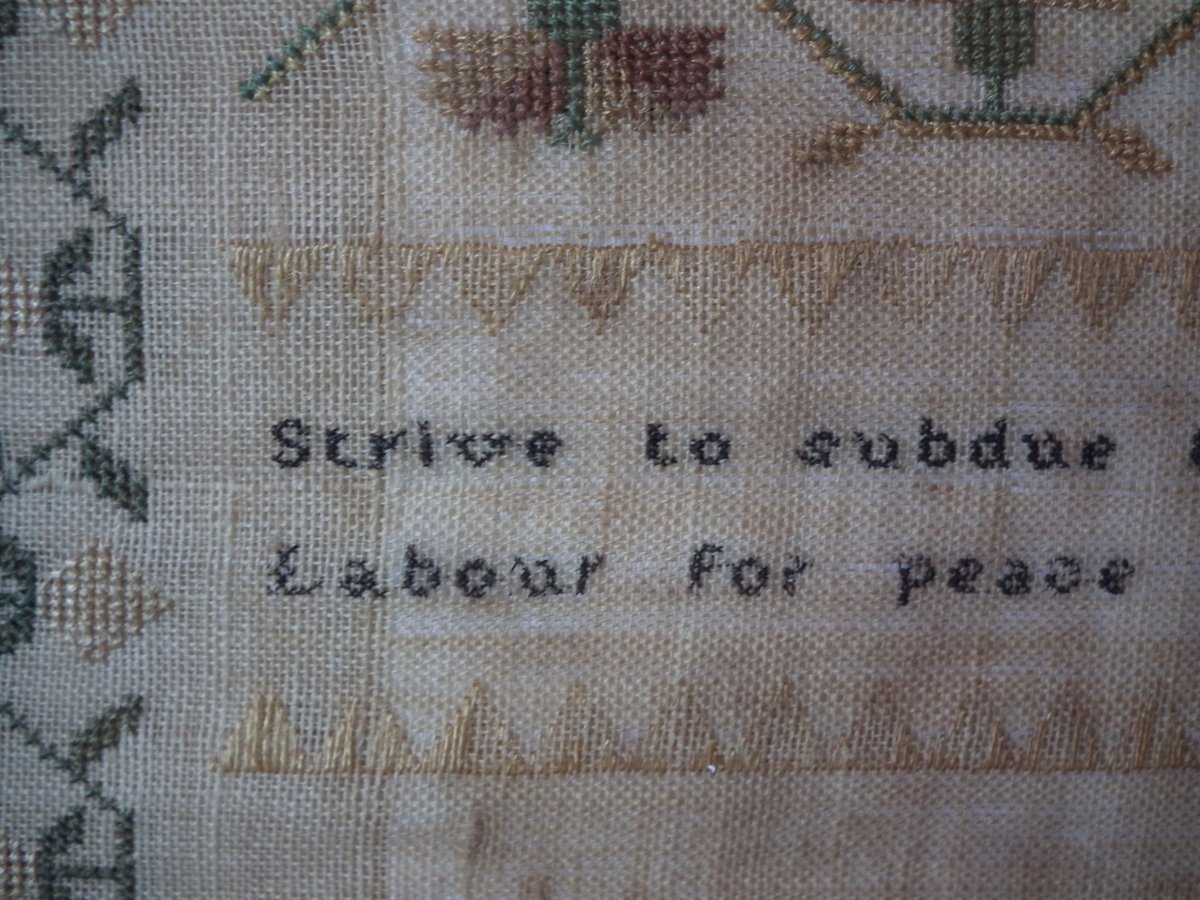 Strive to subdue
Labour for peace